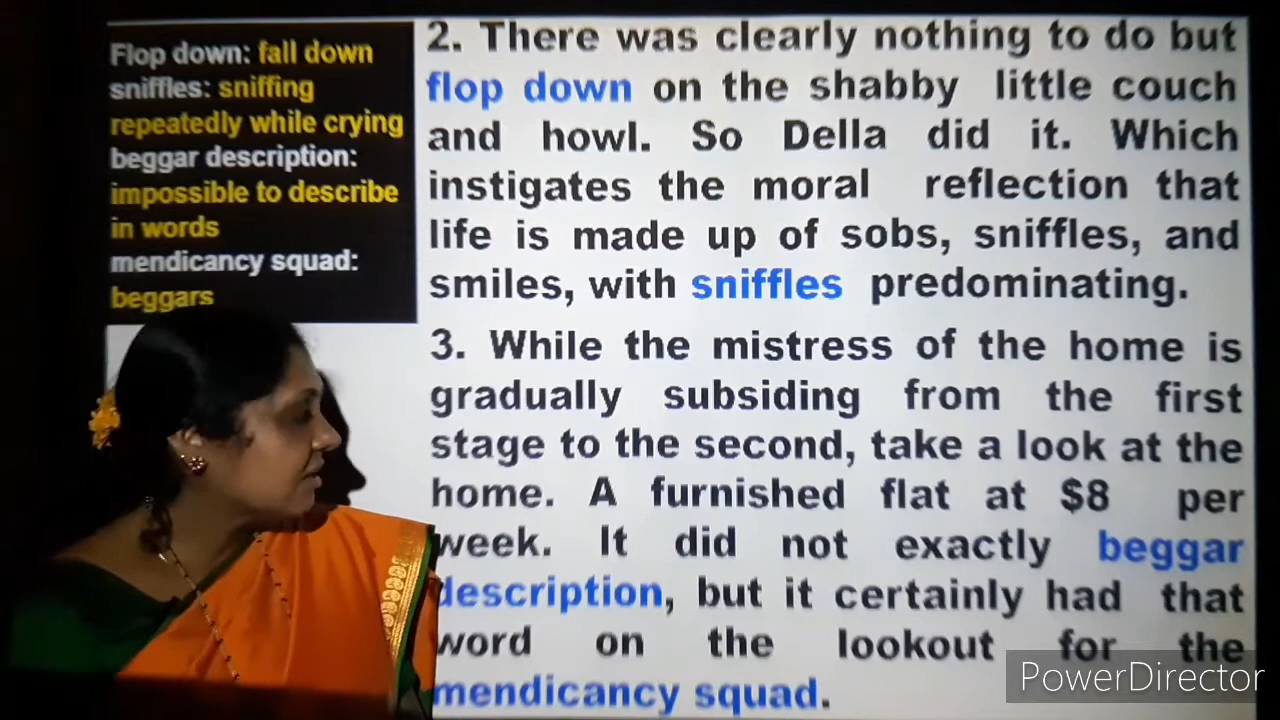 Flop down: fall down
sniffles: sniffing
repeatedly while crying
beggar description:
impossible to describe
in words
mendicancy squad:
beggars
2. There was clearly nothing to do but
flop down on the shabby little couch
and howl. So Della did it. Which
instigates the moral reflection that
life is made up of sobs, sniffles, and
smiles, with sniffles predominating.
3. While the mistress of the home is
gradually subsiding from the first
stage to the second, take a look at the
home. A furnished flat at $8 per
week. It did not exactly beggar
description, but it certainly had that
word on the lookout for the
mendicancy squad.
PowerDirector